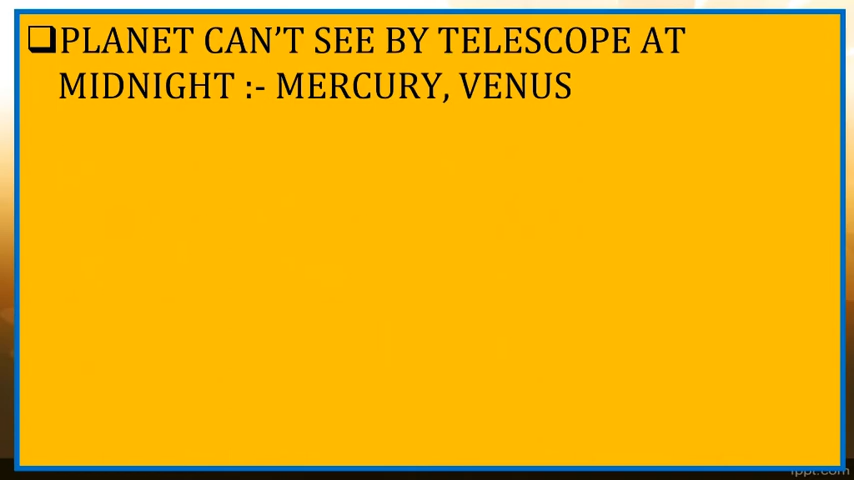 ❑PLANET CAN’T SEE BY TELESCOPE AT
MIDNIGHT :- MERCURY, VENUS
fppt.com